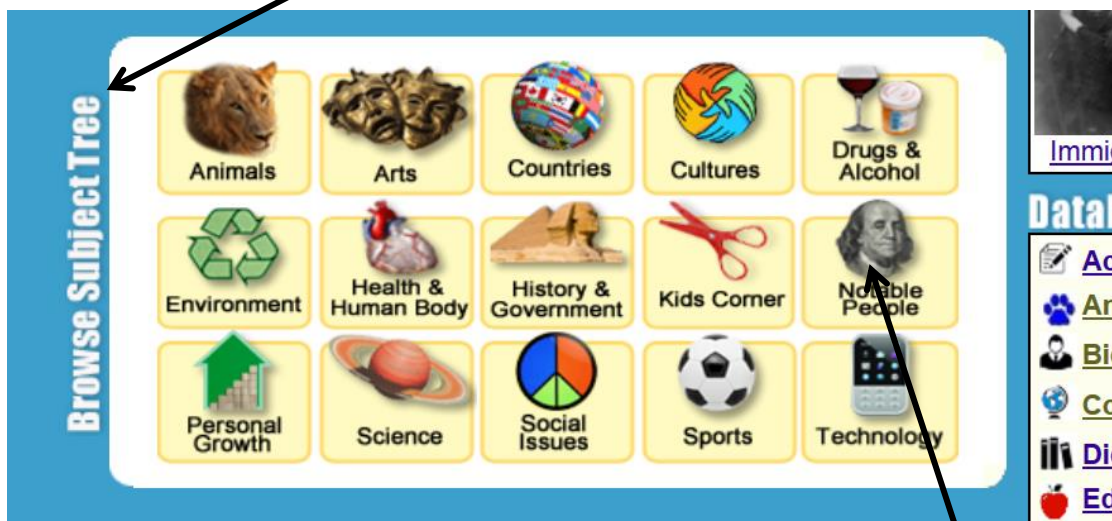 Browse Subject Tree
Animals
Arts
Countries
Cultures
Drugs &
Alcohol
Environment
Health &
Human Body
History &
Government
Kids Corner
Notable
People
Personal
Growth
Science
Social
Issues
Sports
Technology